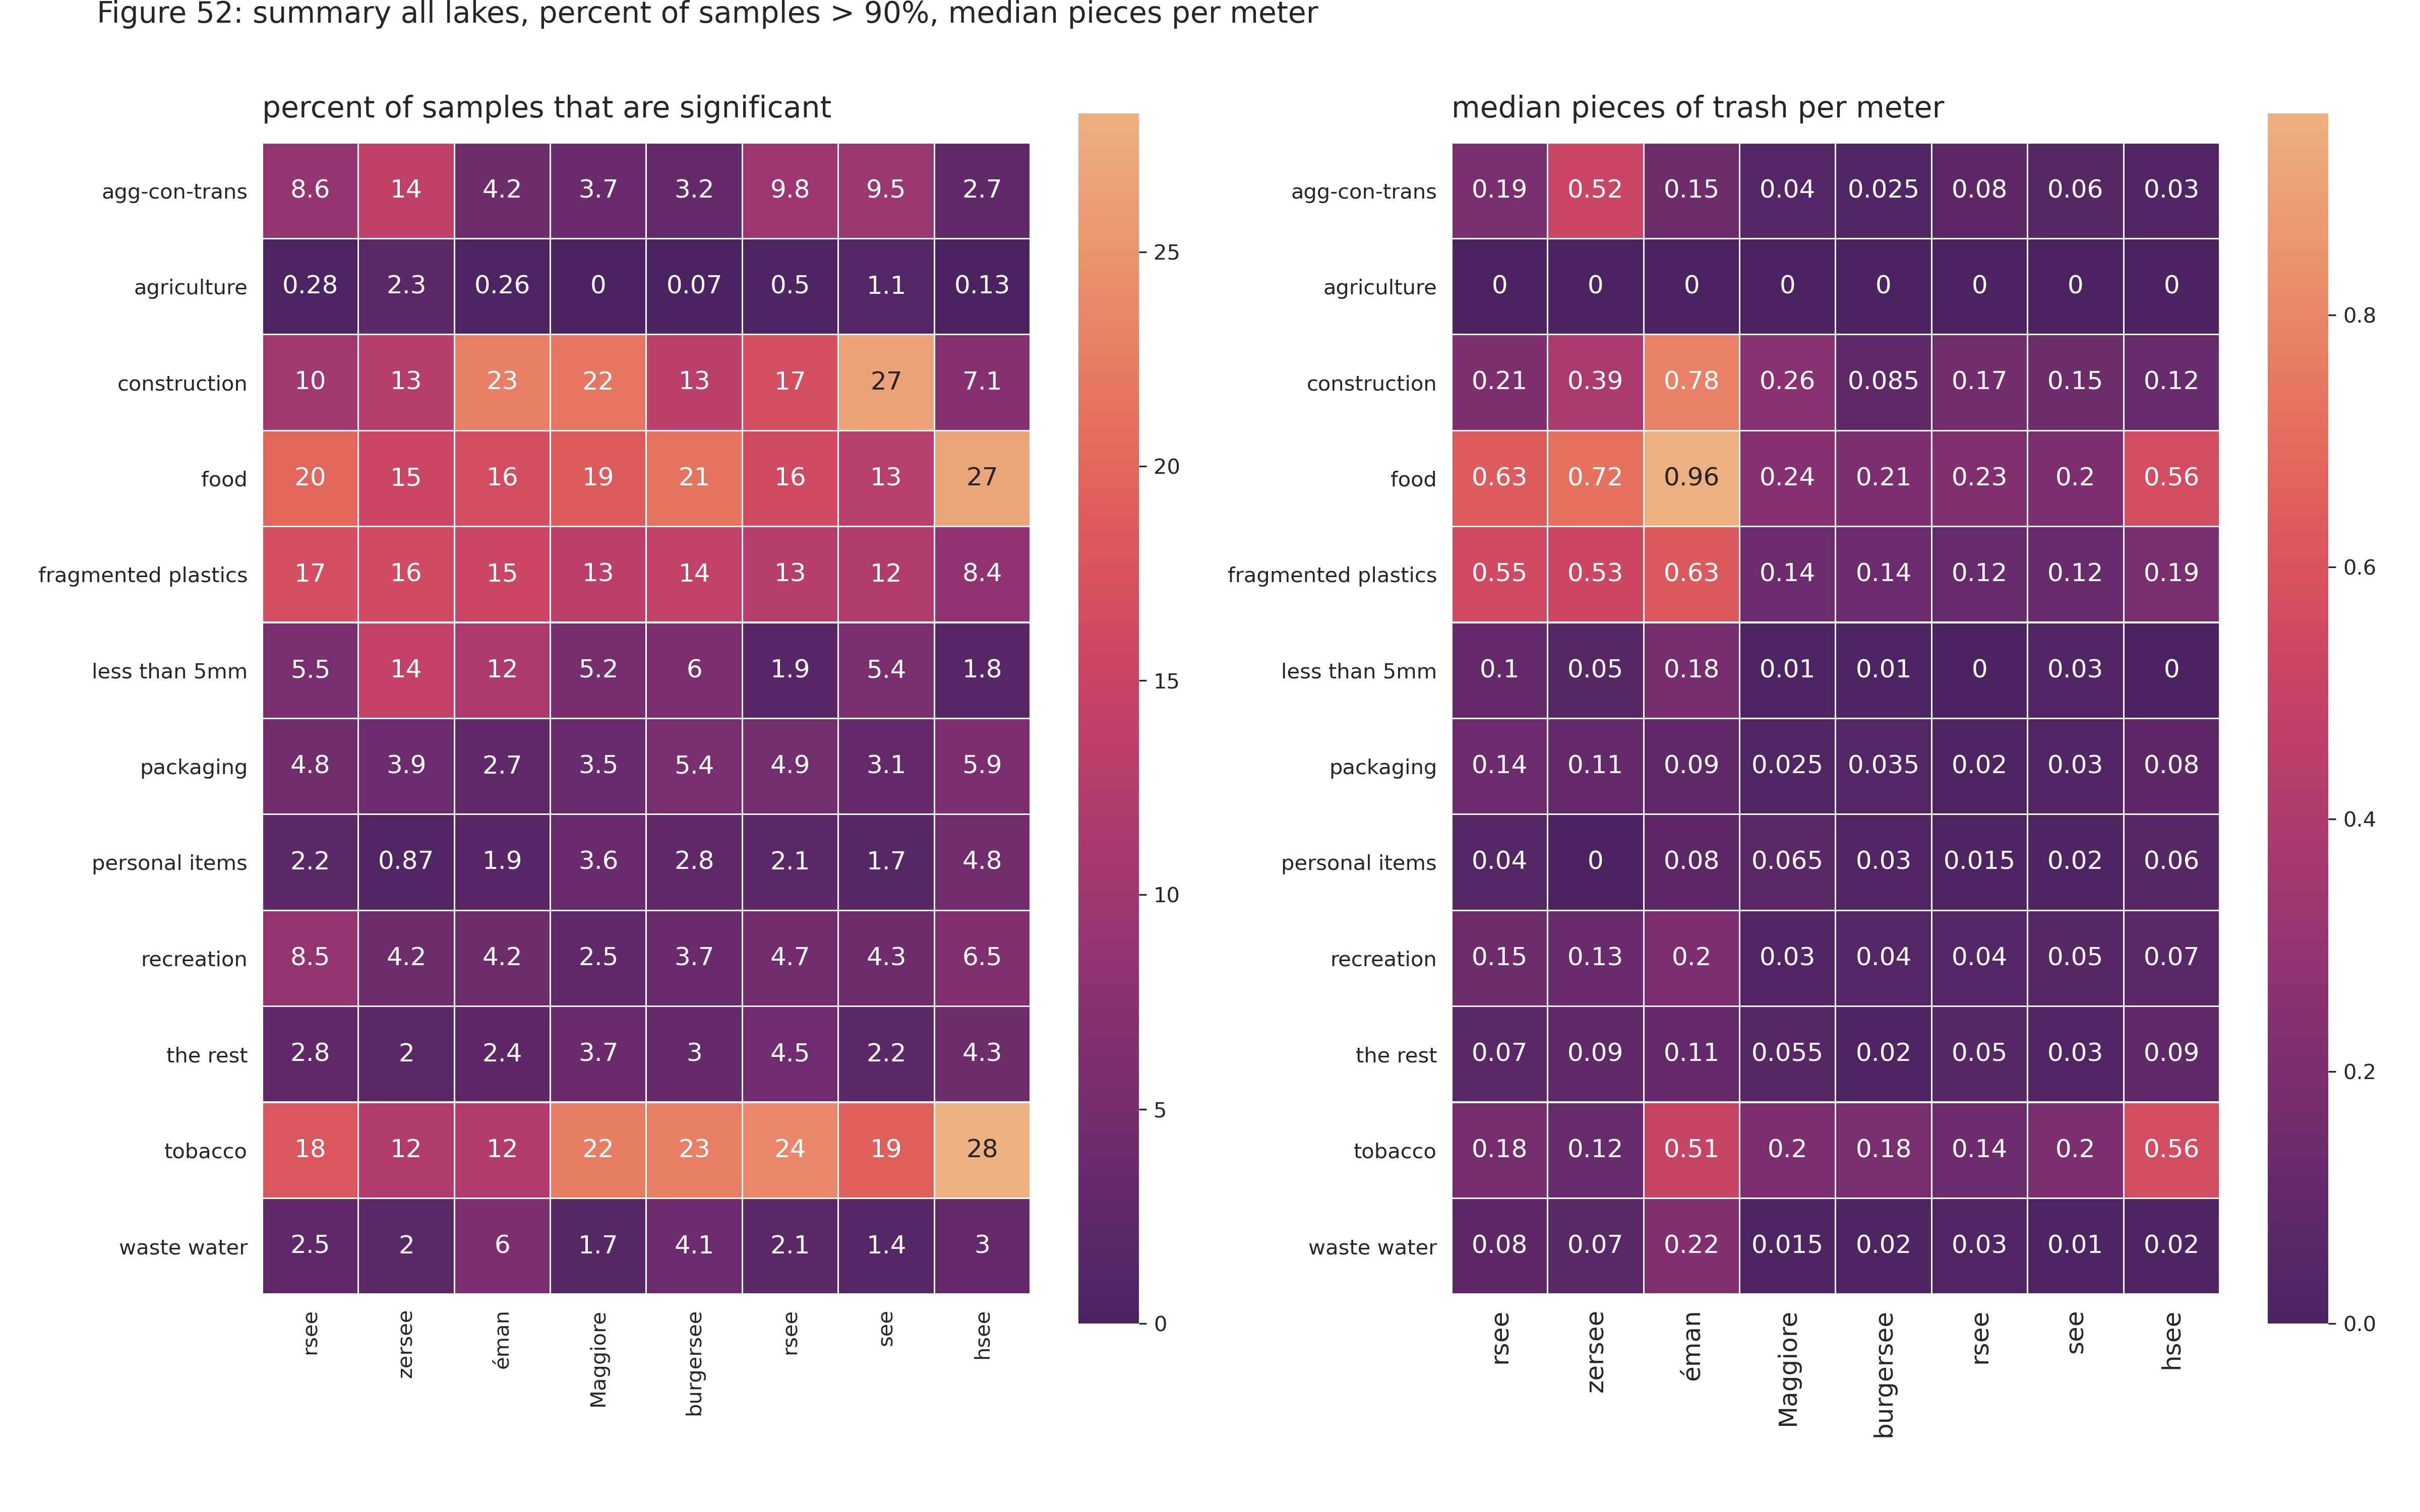 Figure 52: summary all lakes, percent of samples > 90%, median pieces per meter
percent of samples that are significant
agg-con-trans 8.6 14 4.2 3.7 3.2 9.8 9.5 2.7
agriculture 0.28 2.3 0.26 0 0.07 0.5 1.1 0.13
construction 10 13 23 22 13 17 27 7.1
food 20 15 16 19 21 16 13 27
fragmented plastics 17 16 15 13 14 13 12 8.4
less than 5mm 5.5 14 12 5.2 6 1.9 5.4 1.8
packaging 4.8 3.9 2.7 3.5 5.4 4.9 3.1 5.9
personal items 2.2 0.87 1.9 3.6 2.8 2.1 1.7 4.8
recreation 8.5 4.2 4.2 2.5 3.7 4.7 4.3 6.5
the rest 2.8 2 2.4 3.7 3 4.5 2.2 4.3
tobacco 18 12 12 22 23 24 19 28
waste water 2.5 2 6 1.7 4.1 2.1 1.4 3
rsee zersee éman Maggiore burgersee rsee see hsee
25
20
15
10
5
0
median pieces of trash per meter
agg-con-trans 0.19 0.52 0.15 0.04 0.025 0.08 0.06 0.03
agriculture 0 0 0 0 0 0 0 0
construction 0.21 0.39 0.78 0.26 0.085 0.17 0.15 0.12
food 0.63 0.72 0.96 0.24 0.21 0.23 0.2 0.56
fragmented plastics 0.55 0.53 0.63 0.14 0.14 0.12 0.12 0.19
less than 5mm 0.1 0.05 0.18 0.01 0.01 0 0.03 0
packaging 0.14 0.11 0.09 0.025 0.035 0.02 0.03 0.08
personal items 0.04 0 0.08 0.065 0.03 0.015 0.02 0.06
recreation 0.15 0.13 0.2 0.03 0.04 0.04 0.05 0.07
the rest 0.07 0.09 0.11 0.055 0.02 0.05 0.03 0.09
tobacco 0.18 0.12 0.51 0.2 0.18 0.14 0.2 0.56
waste water 0.08 0.07 0.22 0.015 0.02 0.03 0.01 0.02
rsee zersee éman Maggiore burgersee rsee see hsee
0.8
0.6
0.4
0.2
0.0